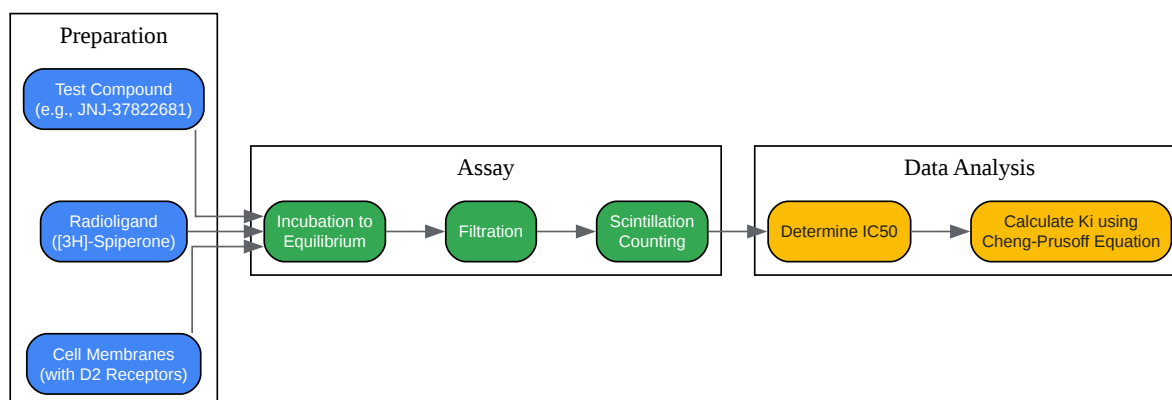 Preparation
Test Compound
(e.g., JNJ-37822681)
Radioligand
([3H]-Spiperone)
Cell Membranes
(with D2 Receptors)
Assay
Incubation to
Equilibrium
Filtration
Scintillation
Counting
Data Analysis
Determine IC50
Calculate Ki using
Cheng-Prusoff Equation